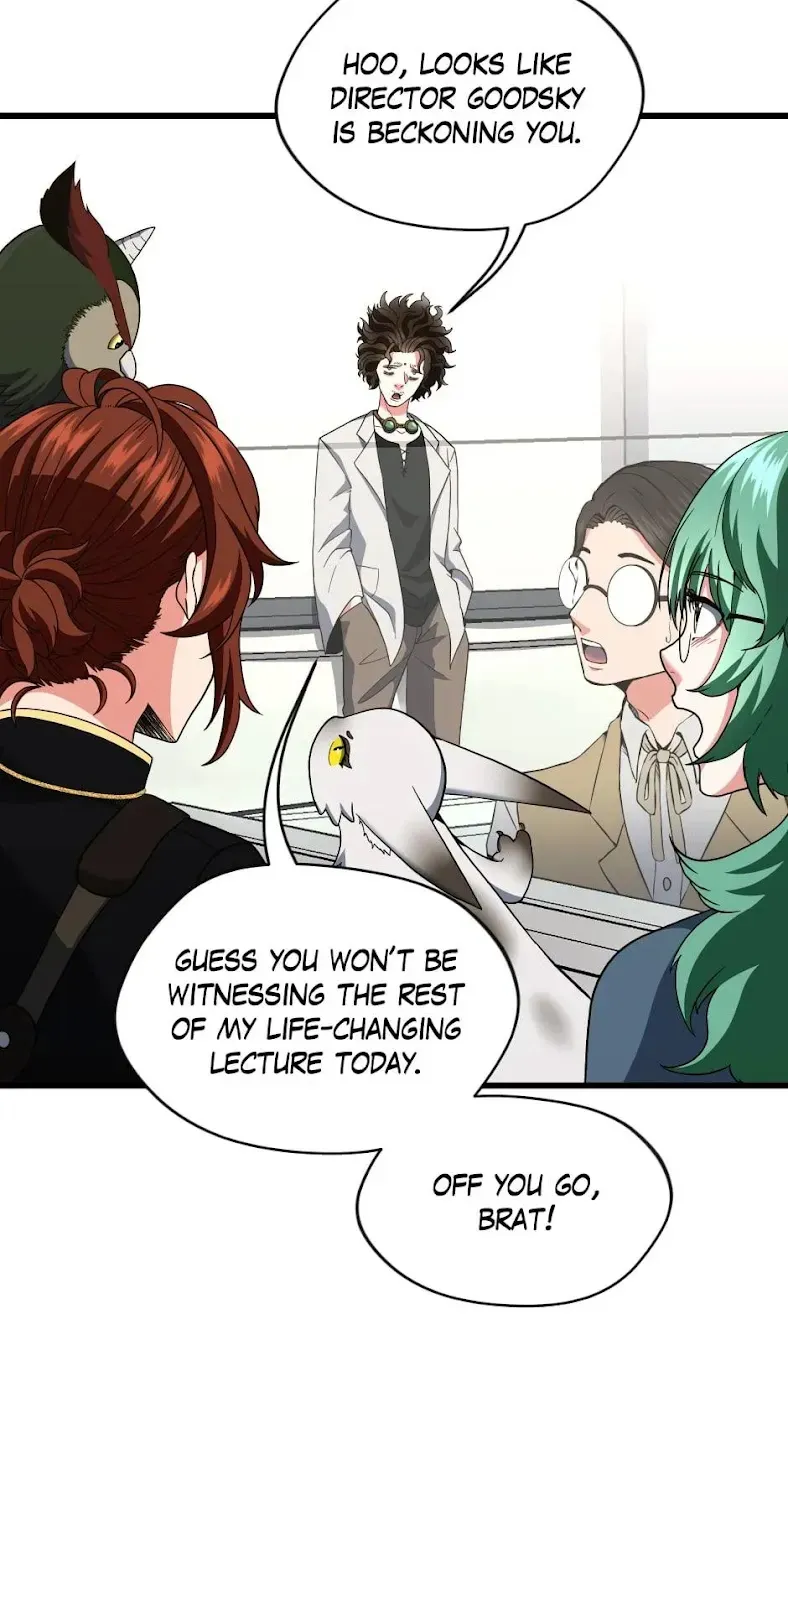 HOO, LOOKS LIKE
DIRECTOR GOODSKY
IS BECKONING YOU.
GUESS YOU WON'T BE
WITNESSING THE REST
OF MY LIFE-CHANGING
LECTURE TODAY.
OFF YOU GO,
BRAT!